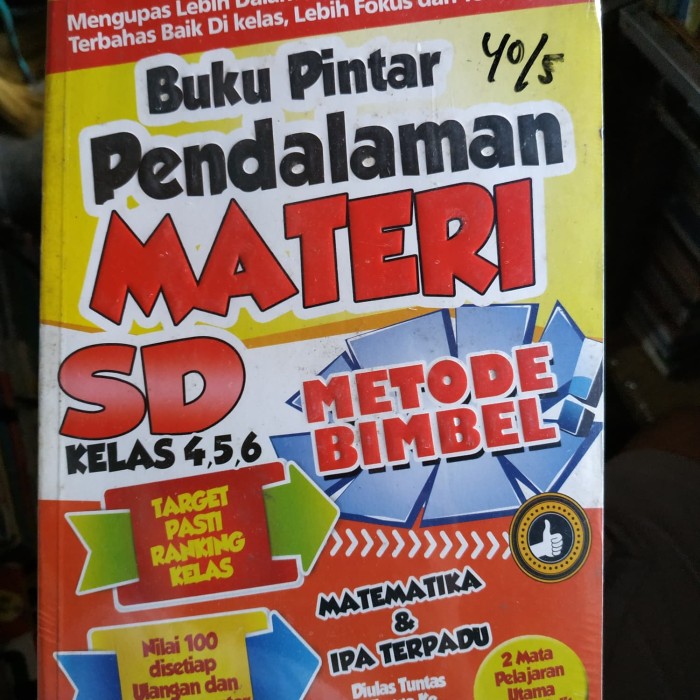 Mengupas Lebih
Terbahas Baik Di kelas, Lebih Fokus dan
Buku Pintar
40/5
Pendalaman
MATERI
SD
KELAS 4,5,6
METODE
BIMBEL
TARGET
PASTI
RANKING
KELAS
MATEMATIKA
&
IPA TERPADU
Nilai 100
disetiap
Ulangan dan
2 Mata
Pelajaran
Utama
Diulas Tuntas